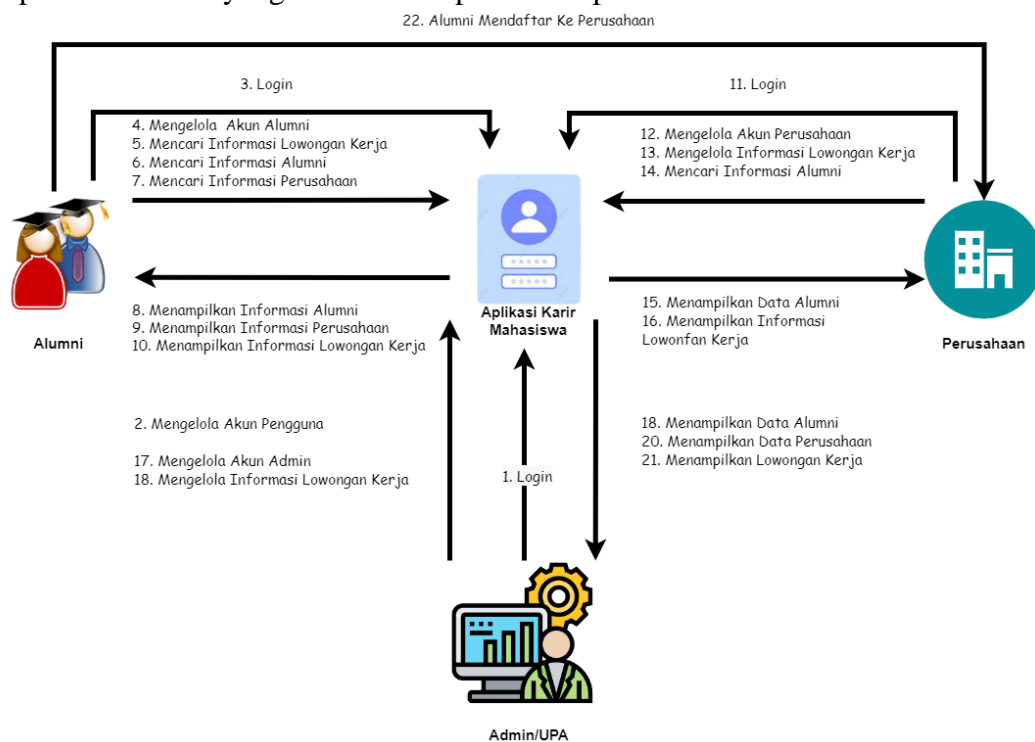 22. Alumni Mendaftar Ke Perusahaan
3. Login
11. Login
4. Mengelola Akun Alumni
5. Mencari Informasi Lowongan Kerja
6. Mencari Informasi Alumni
7. Mencari Informasi Perusahaan
12. Mengelola Akun Perusahaan
13. Mengelola Informasi Lowongan Kerja
14. Mencari Informasi Alumni
Aplikasi Karir
Mahasiswa
Alumni
Perusahaan
8. Menampilkan Informasi Alumni
9. Menampilkan Informasi Perusahaan
10. Menampilkan Informasi Lowongan Kerja
15. Menampilkan Data Alumni
16. Menampilkan Informasi
Lowonfan Kerja
2. Mengelola Akun Pengguna
17. Mengelola Akun Admin
18. Mengelola Informasi Lowongan Kerja
1. Login
18. Menampilkan Data Alumni
20. Menampilkan Data Perusahaan
21. Menampilkan Lowongan Kerja
Admin/UPA